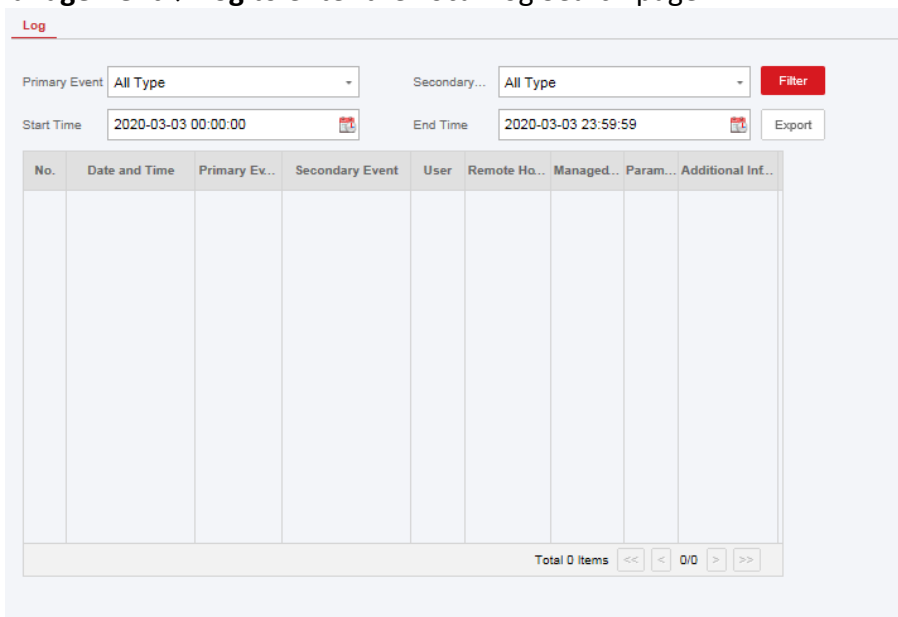 Log
Primary Event All Type Secondary... All Type Filter
Start Time 2020-03-03 00:00:00 End Time 2020-03-03 23:59:59 Export
No. Date and Time Primary Ev... Secondary Event User Remote Ho... Managed... Param... Additional Inf...
Total 0 Items << < 0/0 > >>